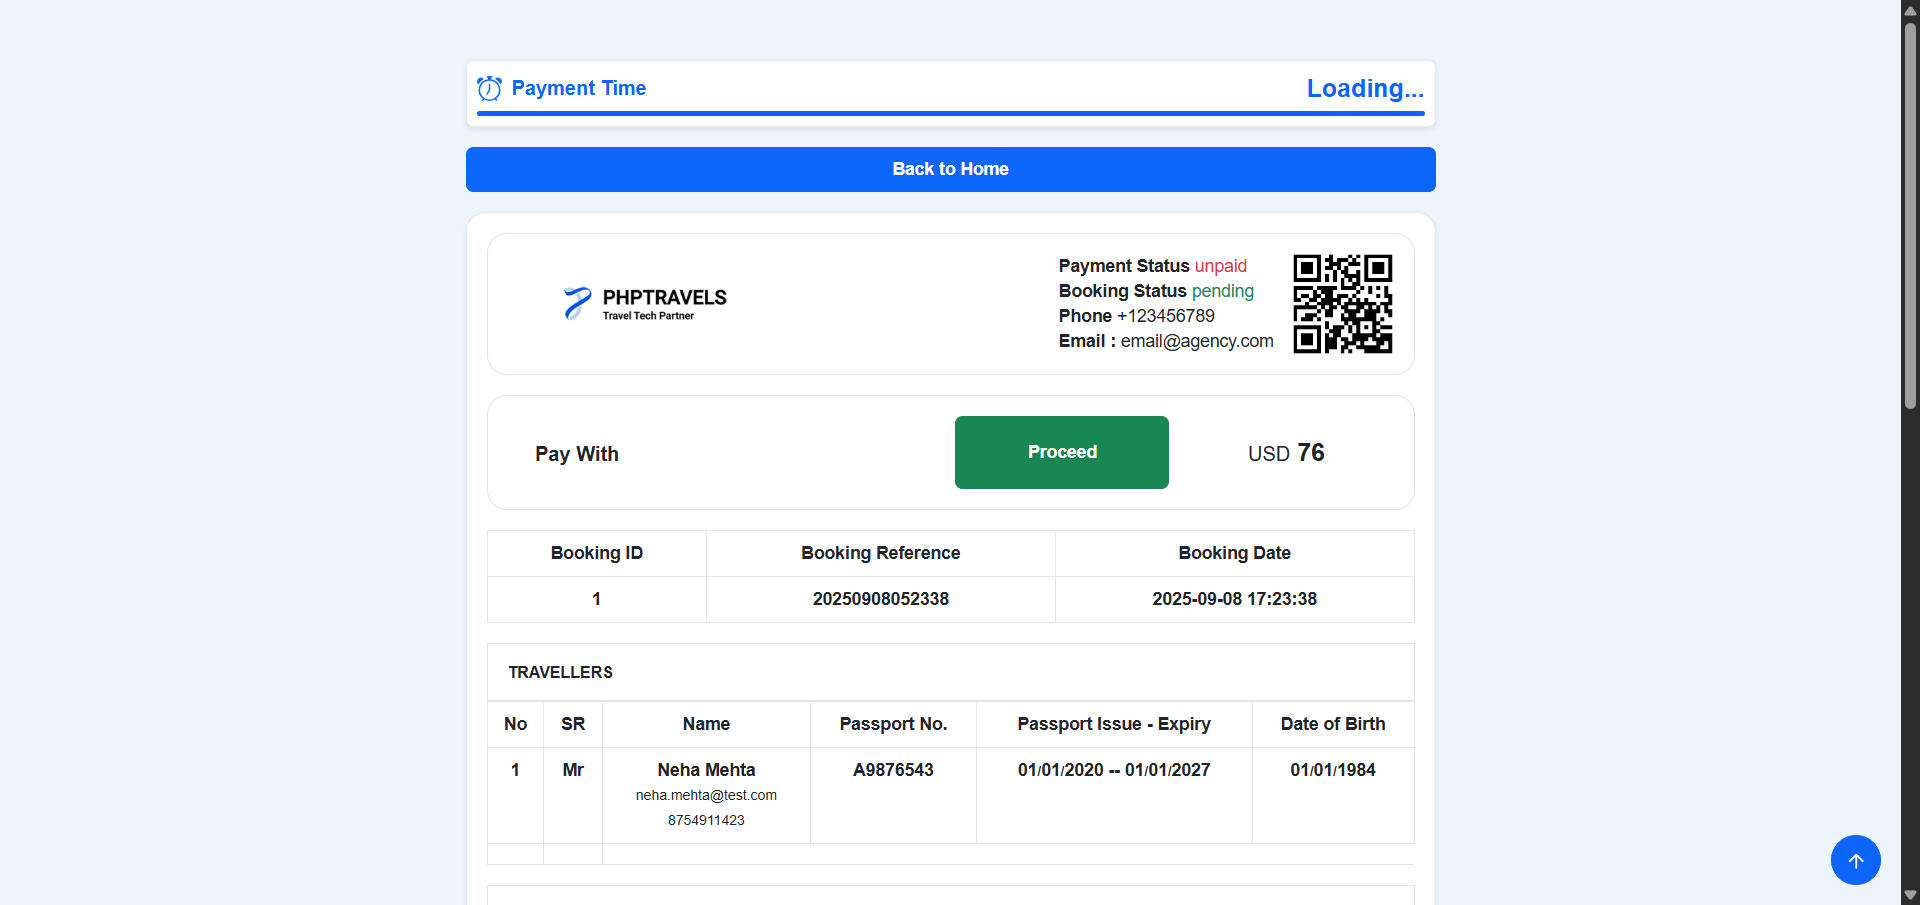 Payment Time
Loading...
Back to Home
PHPTRAVELS
Travel Tech Partner
Payment Status unpaid
Booking Status pending
Phone +123456789
Email : email@agency.com
Pay With
Proceed
USD 76
Booking ID Booking Reference Booking Date
1 20250908052338 2025-09-08 17:23:38
TRAVELLERS
No SR Name Passport No. Passport Issue - Expiry Date of Birth
1 Mr Neha Mehta A9876543 01/01/2020 -- 01/01/2027 01/01/1984
neha.mehta@test.com
8754911423